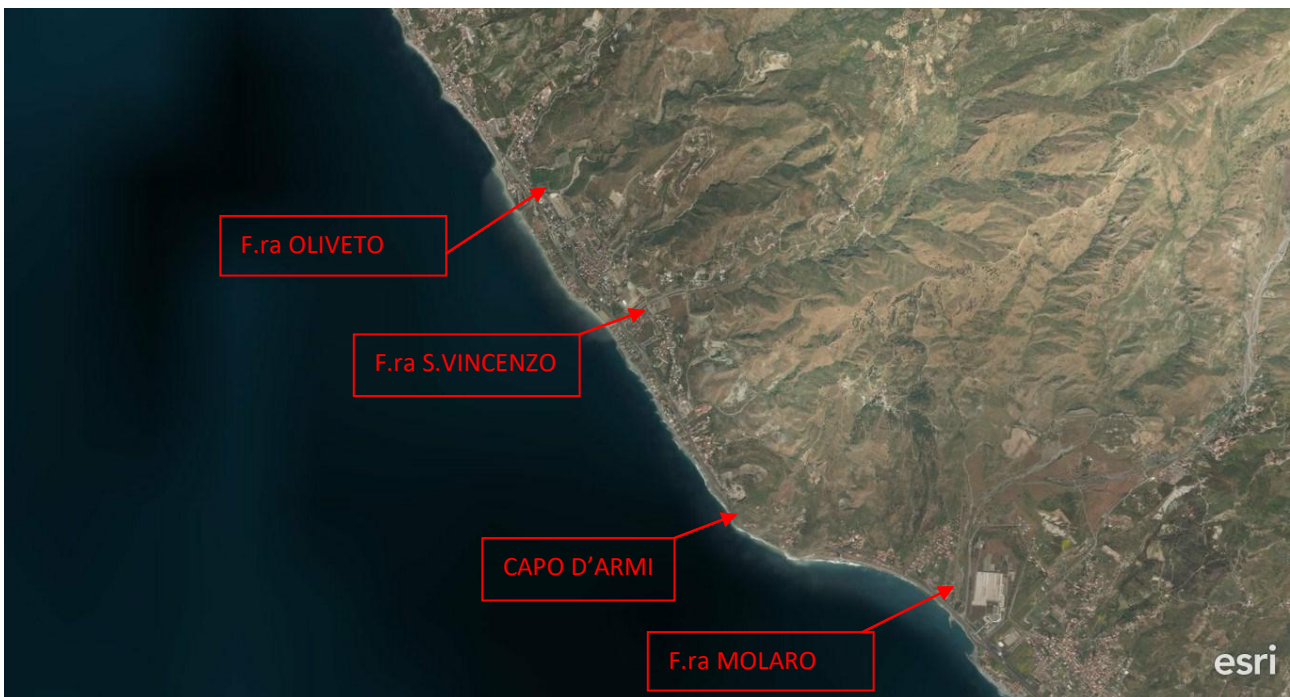 F.ra OLIVETO
F.ra S.VINCENZO
CAPO D’ARMI
F.ra MOLARO
esri